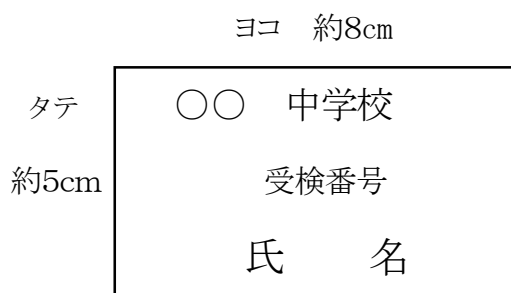 ヨコ　約8cm
タテ
約5cm
○○　中学校
受検番号
氏　　名